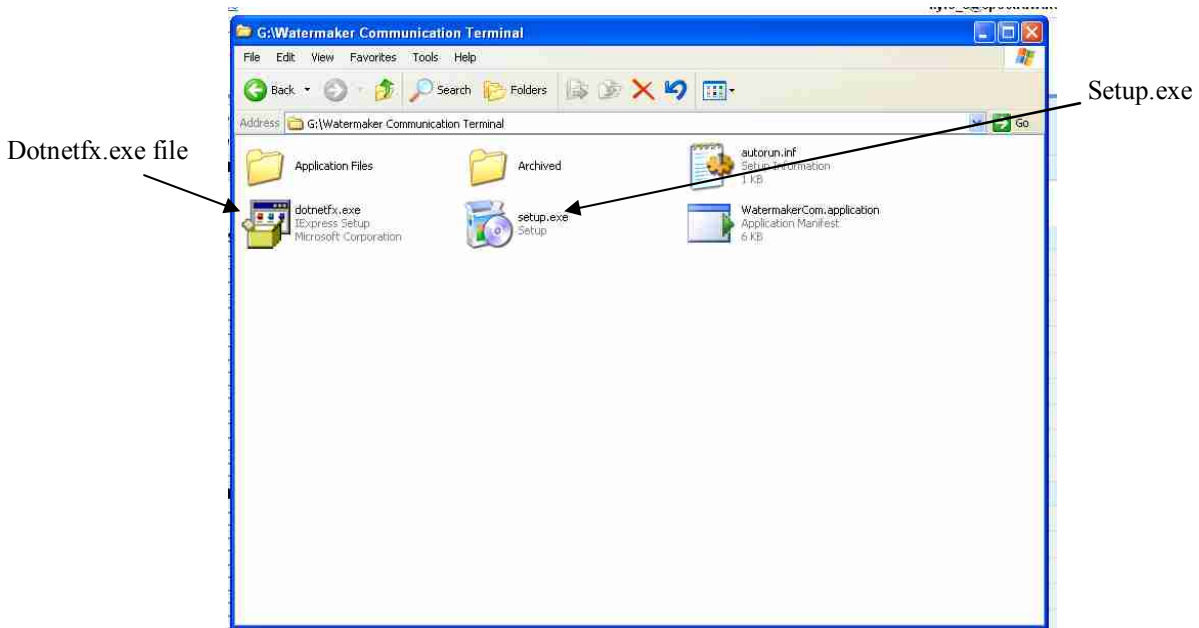 G:\Watermaker Communication Terminal
File Edit View Favorites Tools Help
Back Search Folders
Setup.exe
Address G:\Watermaker Communication Terminal Go
Dotnetfx.exe file
Application Files
Archived
autorun.inf
Setup Information
1 KB
dotnetfx.exe
IExpress Setup
Microsoft Corporation
setup.exe
Setup
WatermakerCom.application
Application Manifest
6 KB